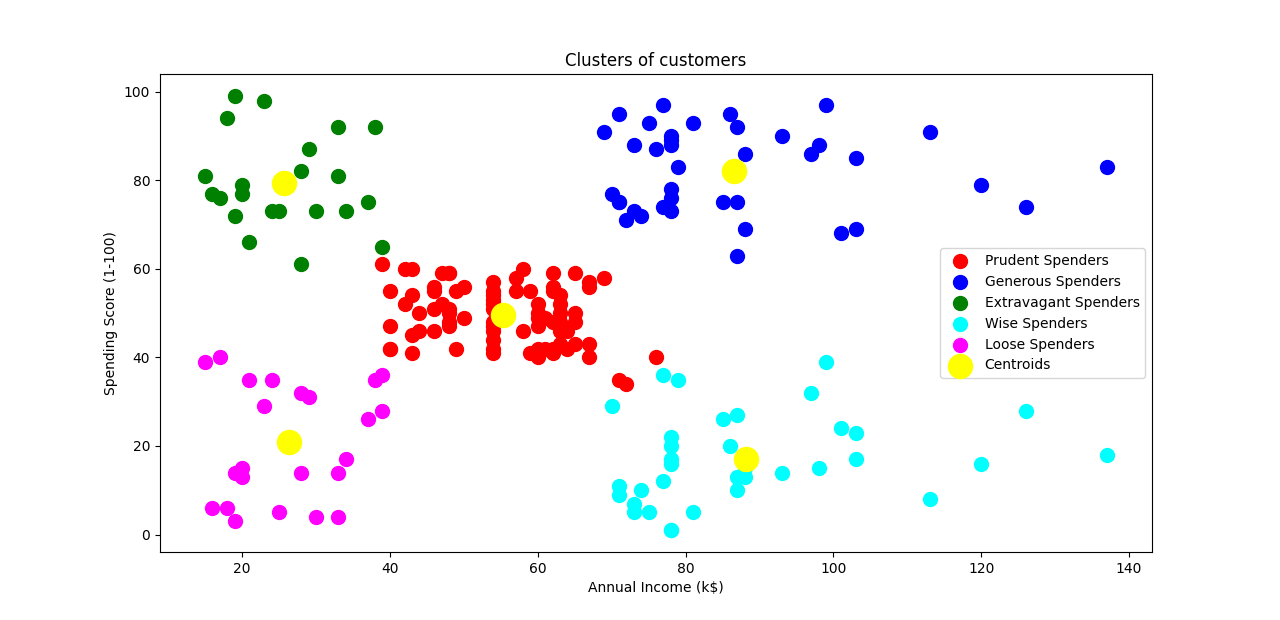 Clusters of customers
100
80
60
40
20
0
Spending Score (1-100)
Prudent Spenders
Generous Spenders
Extravagant Spenders
Wise Spenders
Loose Spenders
Centroids
20 40 60 80 100 120 140
Annual Income (k$)